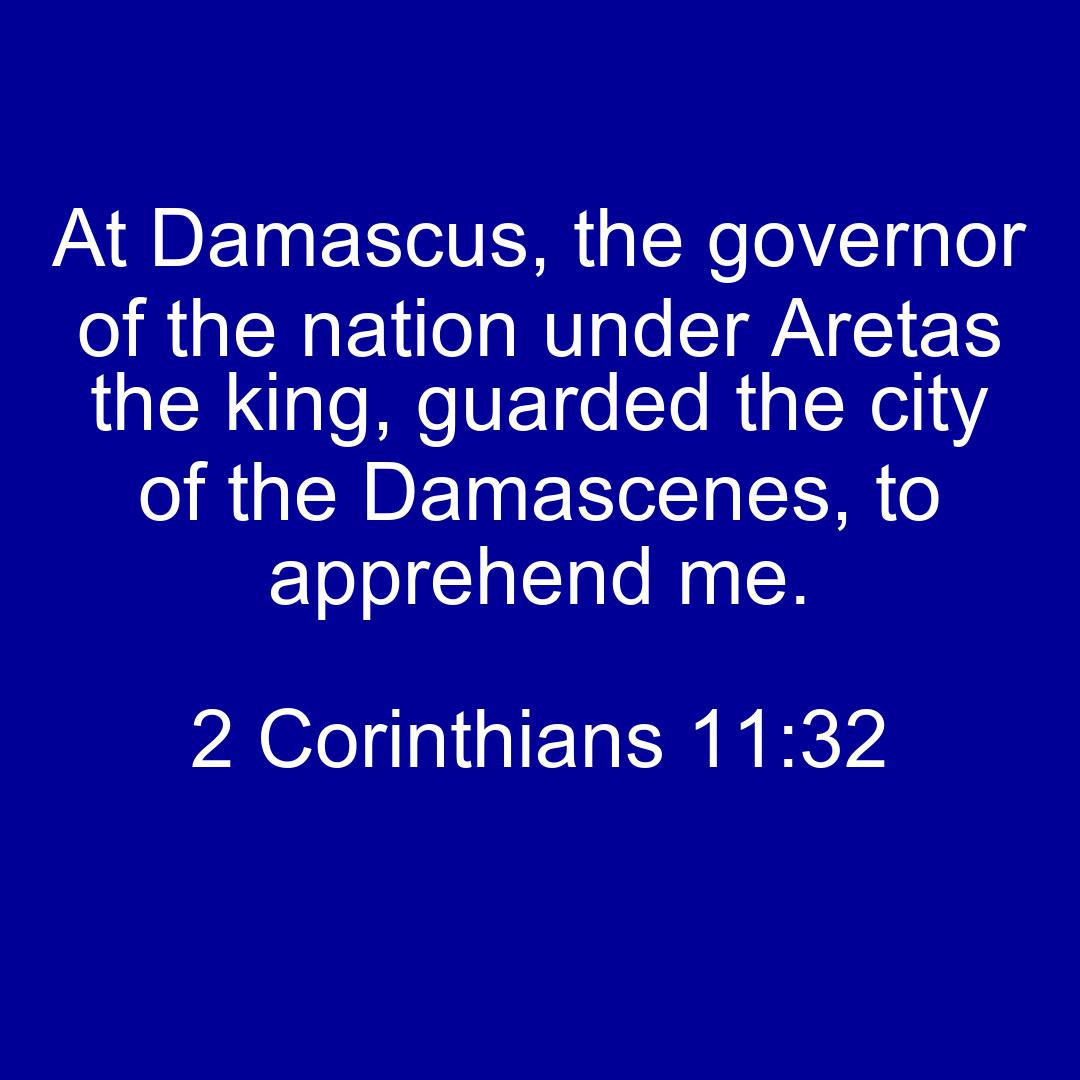 At Damascus, the governor
of the nation under Aretas
the king, guarded the city
of the Damascenes, to
apprehend me.
2 Corinthians 11:32